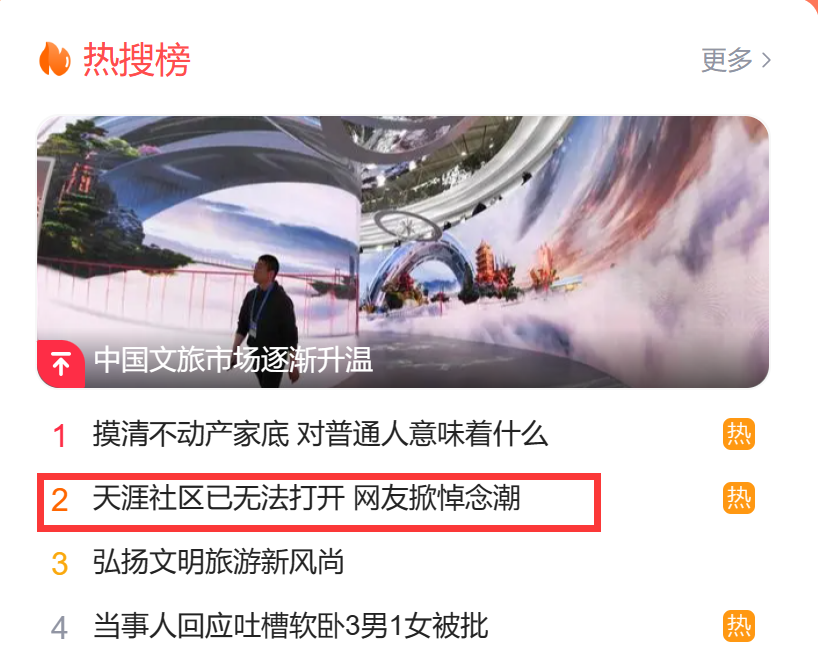 热搜榜
更多
中国文旅市场逐渐升温
1 摸清不动产家底 对普通人意味着什么 热
2 天涯社区已无法打开 网友掀悼念潮 热
3 弘扬文明旅游新风尚
4 当事人回应吐槽软卧3男1女被批 热